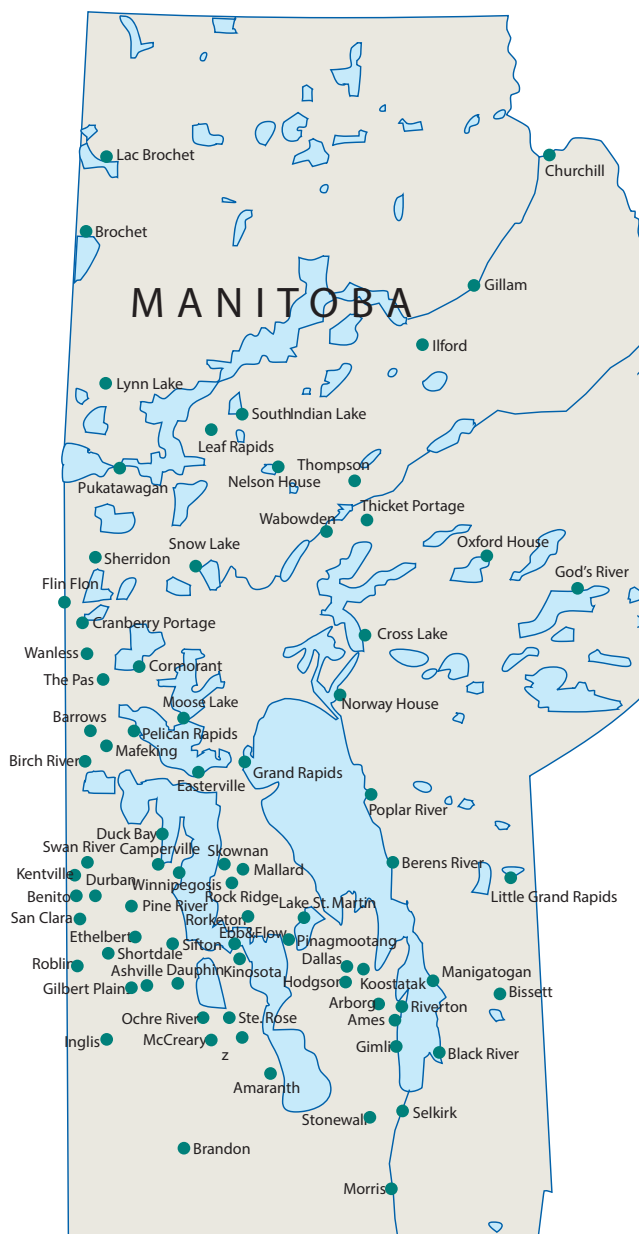 Lac Brochet
Churchill
Brochet
Gillam
MANITOBA
Ilford
Lynn Lake
SouthIndian Lake
Leaf Rapids
Thompson
Nelson House
Pukatawagan
Thicket Portage
Wabowden
Oxford House
Snow Lake
Sherridon
God's River
Flin Flon
Cranberry Portage
Cross Lake
Wanless
Cormorant
The Pas
Moose Lake
Norway House
Barrows
Pelican Rapids
Mafeking
Birch River
Grand Rapids
Easterville
Poplar River
Duck Bay
Swan River
Camperville
Skownan
Berens River
Mallard
Kentville
Durban
Winnipegosis
Little Grand Rapids
Benito
Rock Ridge
Pine River
Lake St. Martin
San Clara
Rorketon
Ebb&Flow
Ethelbert
Sifton
Pinagmootang
Shortdale
Dallas
Roblin
Ashville
Dauphin
Kinosota
Manigatogan
Gilbert Plain
Hodgson
Koostatak
Bissett
Arborg
Riverton
Ochre River
Ste. Rose
Ames
Inglis
McCreary
Gimli
Black River
z
Amaranth
Stonewall
Selkirk
Brandon
Morris